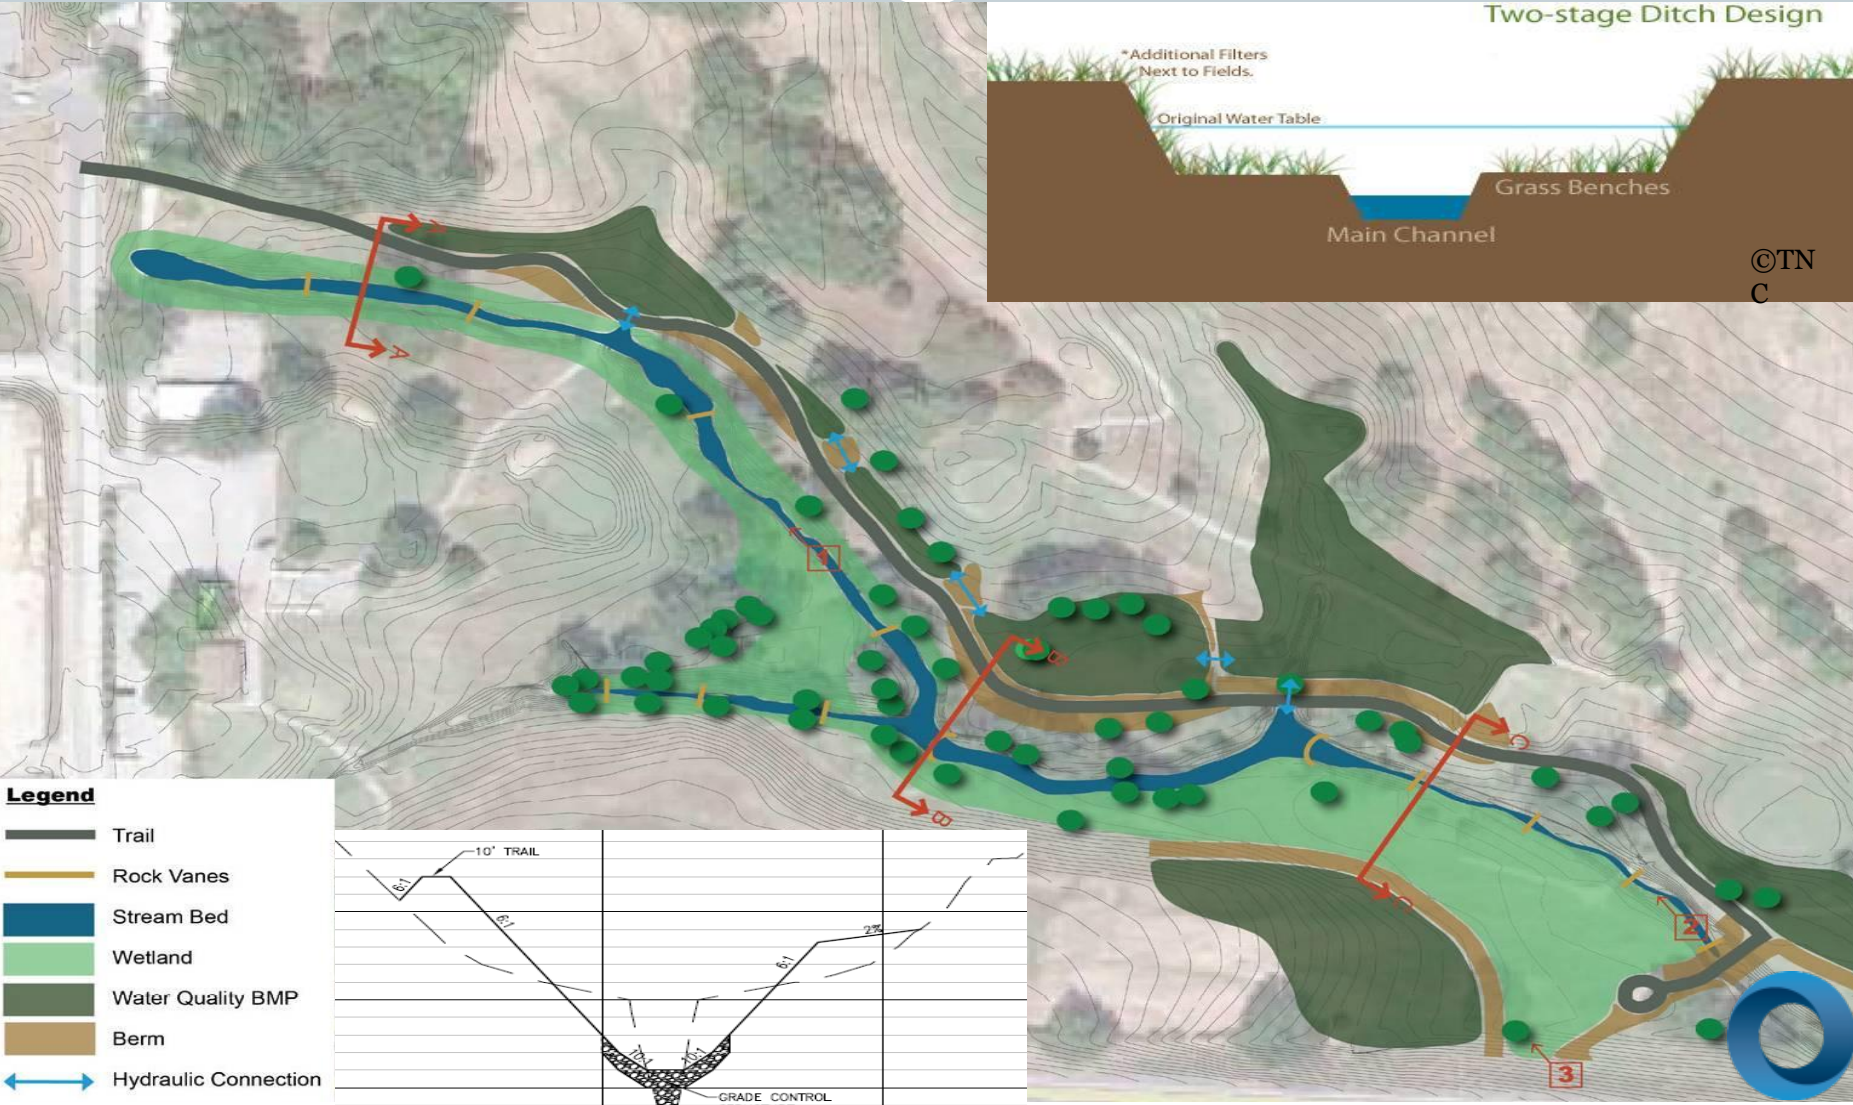 Two-stage Ditch Design
*Additional Filters
Next to Fields.
Original Water Table
Grass Benches
Main Channel
©TN
C
A
A
1
B
B
C
C
2
3
Legend
Trail
Rock Vanes
Stream Bed
Wetland
Water Quality BMP
Berm
Hydraulic Connection
10' TRAIL
6:1
6:1
2%
6:1
10:1
10:1
GRADE CONTROL